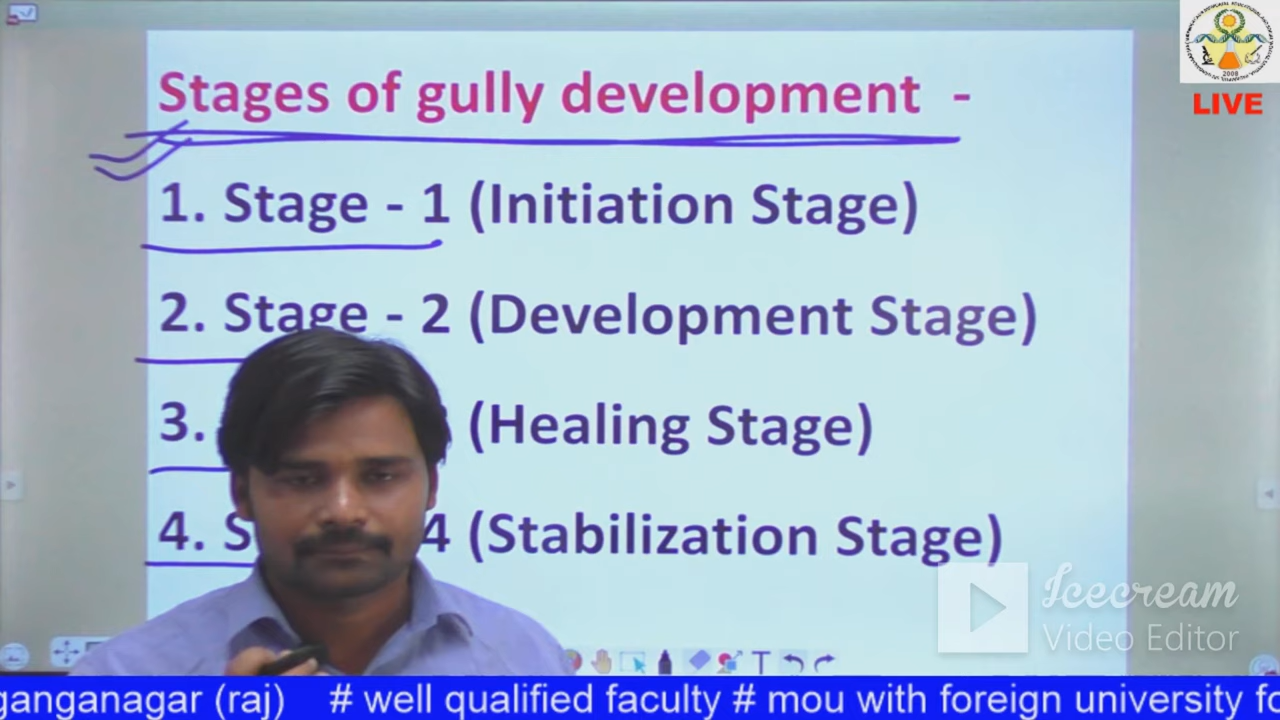 Stages of gully development -
1. Stage - 1 (Initiation Stage)
2. Stage - 2 (Development Stage)
3. (Healing Stage)
4. S 4 (Stabilization Stage)
2008
LIVE
Icecream
Video Editor
ganganagar (raj) # well qualified faculty # mou with foreign university fo